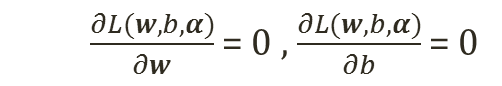 ∂L(w,b,α)/∂w = 0 , ∂L(w,b,α)/∂b = 0